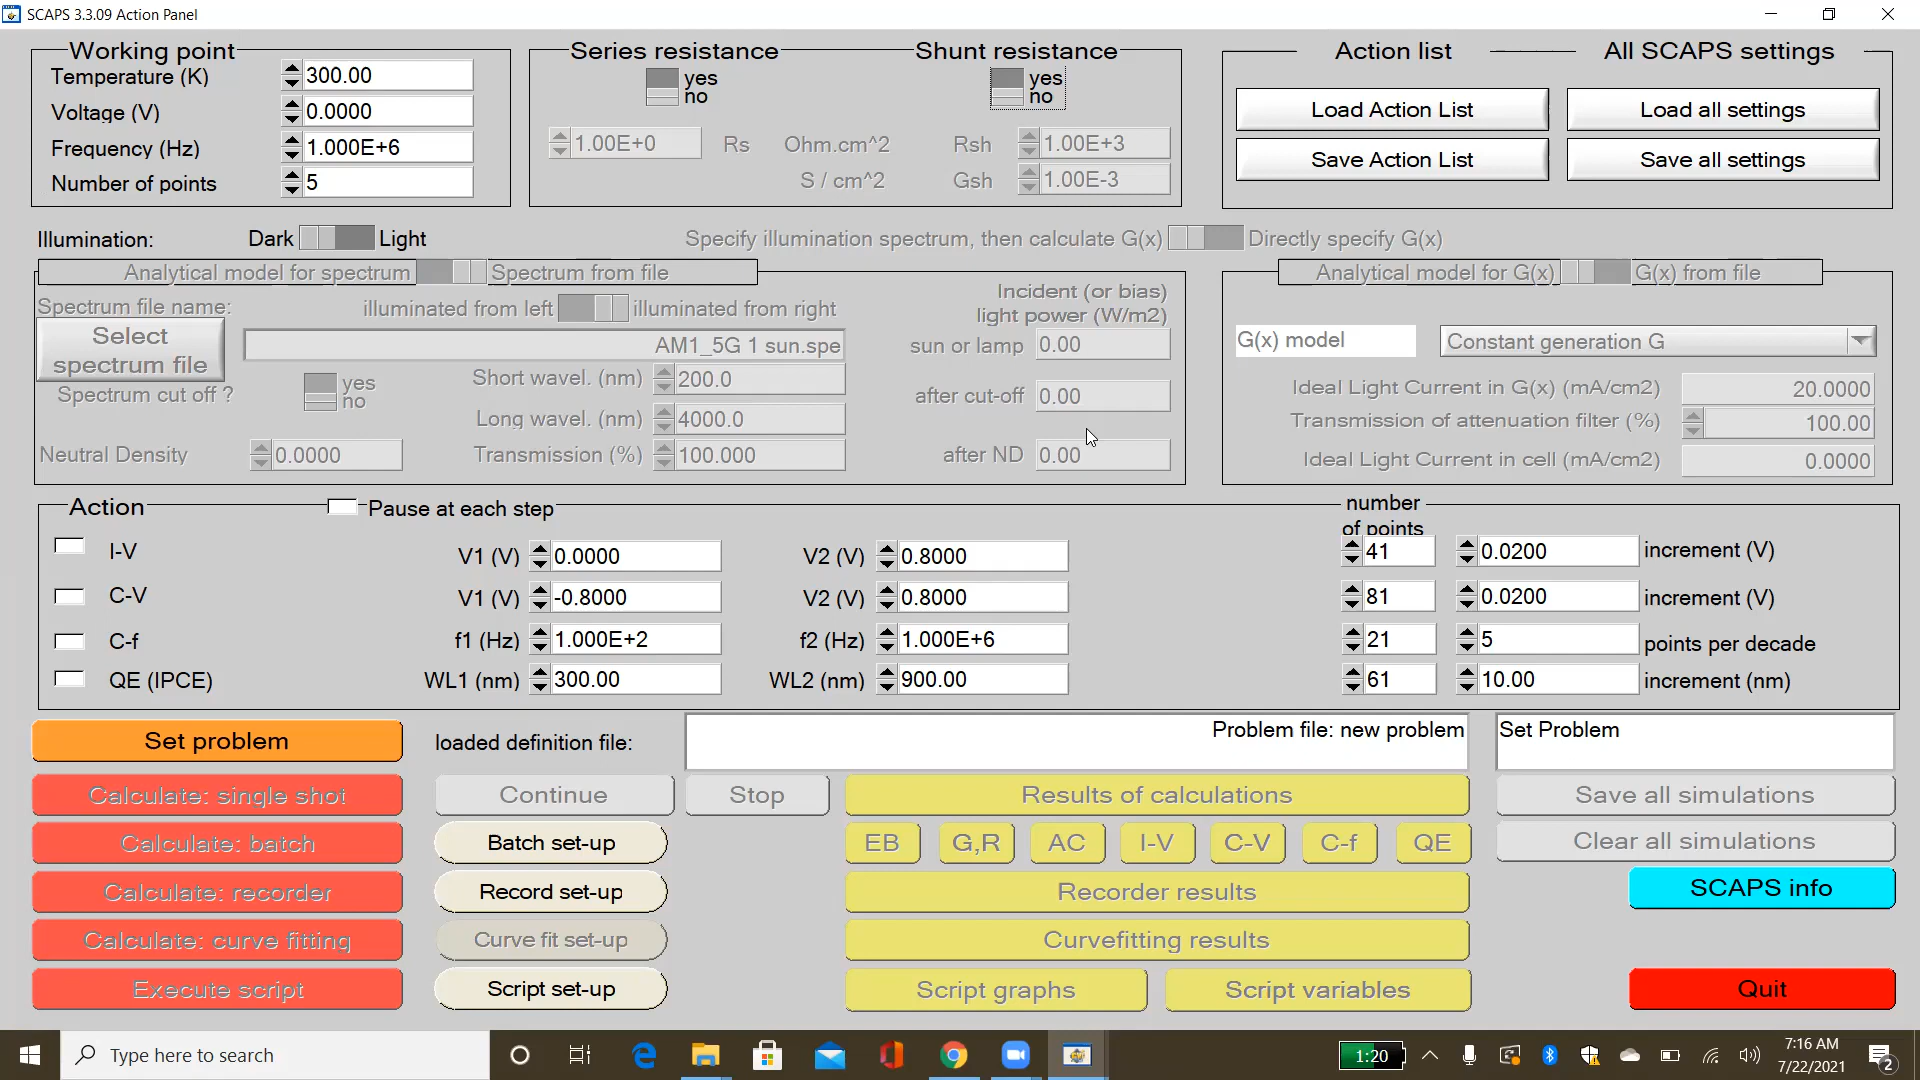 SCAPS 3.3.09 Action Panel
Working point
Temperature (K) 300.00
Voltage (V) 0.0000
Frequency (Hz) 1.000E+6
Number of points 5
Series resistance
yes
no
1.00E+0 Rs Ohm.cm^2
S / cm^2
Shunt resistance
yes
no
Rsh 1.00E+3
Gsh 1.00E-3
Action list
Load Action List
Save Action List
All SCAPS settings
Load all settings
Save all settings
Illumination: Dark Light
Specify illumination spectrum, then calculate G(x) Directly specify G(x)
Analytical model for spectrum Spectrum from file
Spectrum file name:
illuminated from left illuminated from right
Select
spectrum file
AM1_5G 1 sun.spe
Spectrum cut off ?
yes
no
Short wavel. (nm) 200.0
Long wavel. (nm) 4000.0
Neutral Density 0.0000
Transmission (%) 100.000
Incident (or bias)
light power (W/m2)
sun or lamp 0.00
after cut-off 0.00
after ND 0.00
Analytical model for G(x) G(x) from file
G(x) model Constant generation G
Ideal Light Current in G(x) (mA/cm2) 20.0000
Transmission of attenuation filter (%) 100.00
Ideal Light Current in cell (mA/cm2) 0.0000
Action Pause at each step
number
of points
I-V V1 (V) 0.0000 V2 (V) 0.8000 41 0.0200 increment (V)
C-V V1 (V) -0.8000 V2 (V) 0.8000 81 0.0200 increment (V)
C-f f1 (Hz) 1.000E+2 f2 (Hz) 1.000E+6 21 5 points per decade
QE (IPCE) WL1 (nm) 300.00 WL2 (nm) 900.00 61 10.00 increment (nm)
Set problem loaded definition file: Problem file: new problem Set Problem
Calculate: single shot Continue Stop Results of calculations Save all simulations
Calculate: batch Batch set-up EB G,R AC I-V C-V C-f QE Clear all simulations
Calculate: recorder Record set-up Recorder results SCAPS info
Calculate: curve fitting Curve fit set-up Curvefitting results
Execute script Script set-up Script graphs Script variables Quit
Type here to search
1:20
7:16 AM
7/22/2021
2